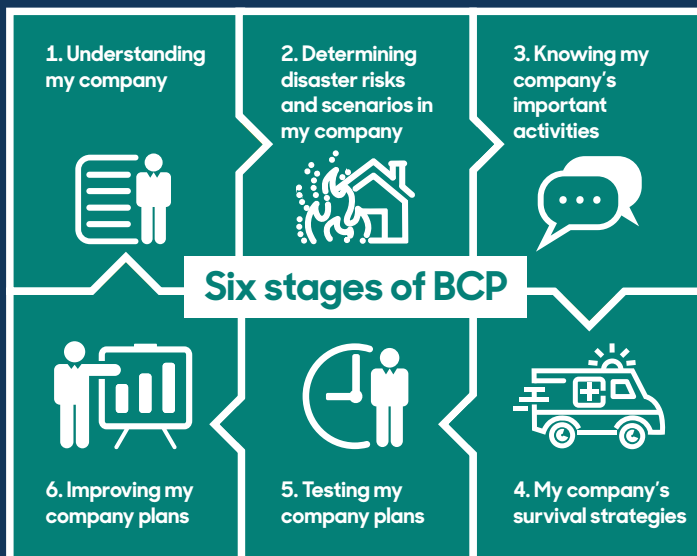 1. Understanding
my company
2. Determining
disaster risks
and scenarios in
my company
3. Knowing my
company's
important
activities
Six stages of BCP
6. Improving my
company plans
5. Testing my
company plans
4. My company's
survival strategies